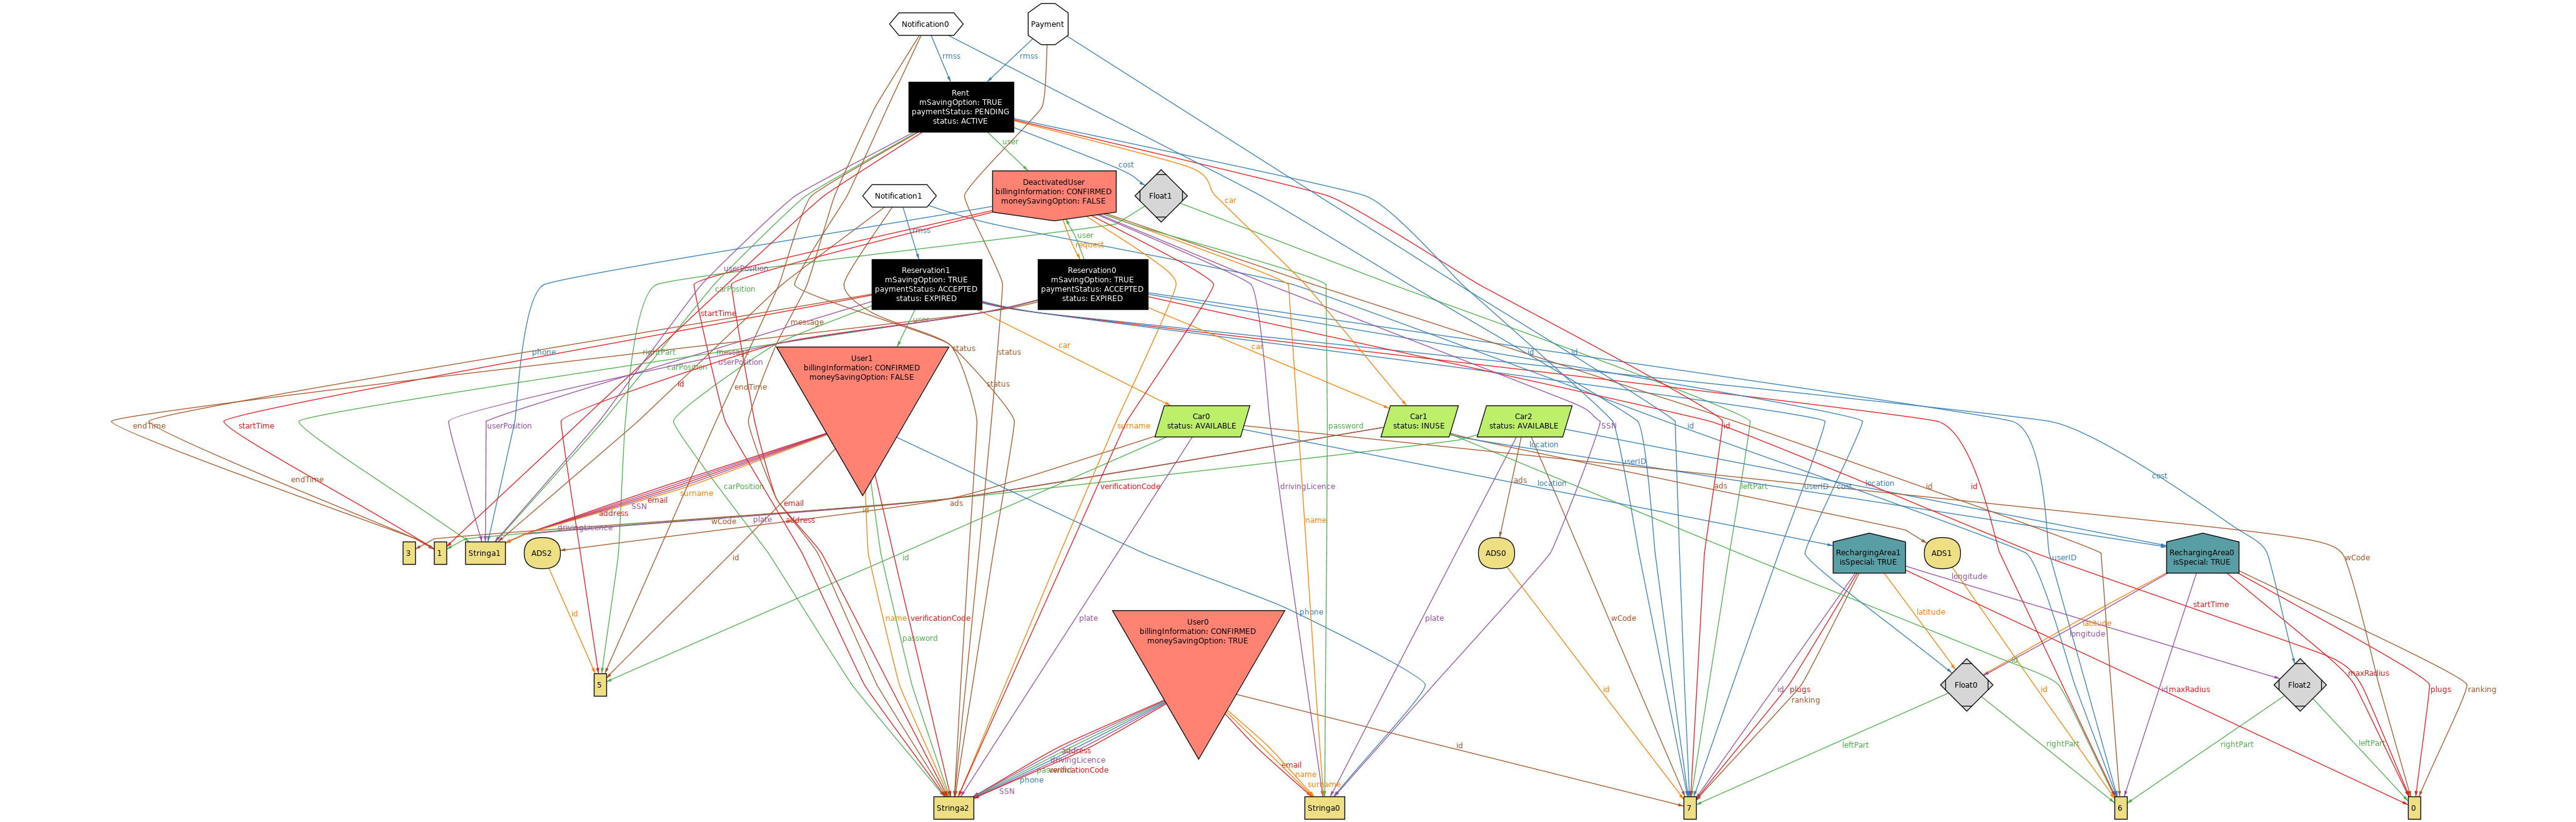 Notification0
Payment
rmss
rmss
Rent
mSavingOption: TRUE
paymentStatus: PENDING
status: ACTIVE
user
cost
DeactivatedUser
billingInformation: CONFIRMED
moneySavingOption: FALSE
Float1
Notification1
car
rmss
user
request
userPosition
Reservation1
mSavingOption: TRUE
paymentStatus: ACCEPTED
status: EXPIRED
Reservation0
mSavingOption: TRUE
paymentStatus: ACCEPTED
status: EXPIRED
carPosition
startTime
message
user
phone
rightPart
message
userPosition
carPosition
id
endTime
User1
billingInformation: CONFIRMED
moneySavingOption: FALSE
status
status
status
car
car
id
id
Car0
status: AVAILABLE
Car1
status: INUSE
Car2
status: AVAILABLE
endTime
startTime
userPosition
surname
password
SSN
id
id
location
userID
endTime
carPosition
verificationCode
drivingLicence
ads
ads
location
leftPart
userID
cost
location
id
id
cost
surname
email
SSN
address
drivingLicence
wCode
plate
email
address
id
ads
name
3
1
Stringa1
ADS2
id
id
ADS0
RechargingArea1
isSpecial: TRUE
ADS1
RechargingArea0
isSpecial: TRUE
userID
wCode
longitude
startTime
id
name
verificationCode
password
plate
User0
billingInformation: CONFIRMED
moneySavingOption: TRUE
phone
plate
wCode
latitude
latitude
longitude
id
5
id
id
plugs
ranking
Float0
id
id
maxRadius
Float2
maxRadius
plugs
ranking
address
drivingLicence
verificationCode
phone
SSN
email
name
surname
id
leftPart
rightPart
rightPart
leftPart
Stringa2
Stringa0
7
6
0